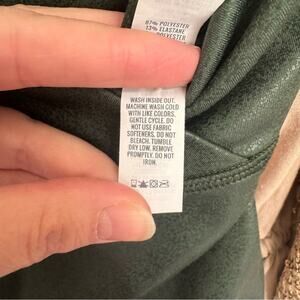 87% POLYESTER
13% ELASTANE
POLYESTER
WASH INSIDE OUT.
MACHINE WASH COLD
WITH LIKE COLORS,
GENTLE CYCLE. DO
NOT USE FABRIC
SOFTENERS. DO NOT
BLEACH. TUMBLE
DRY LOW. REMOVE
PROMPTLY. DO NOT
IRON.